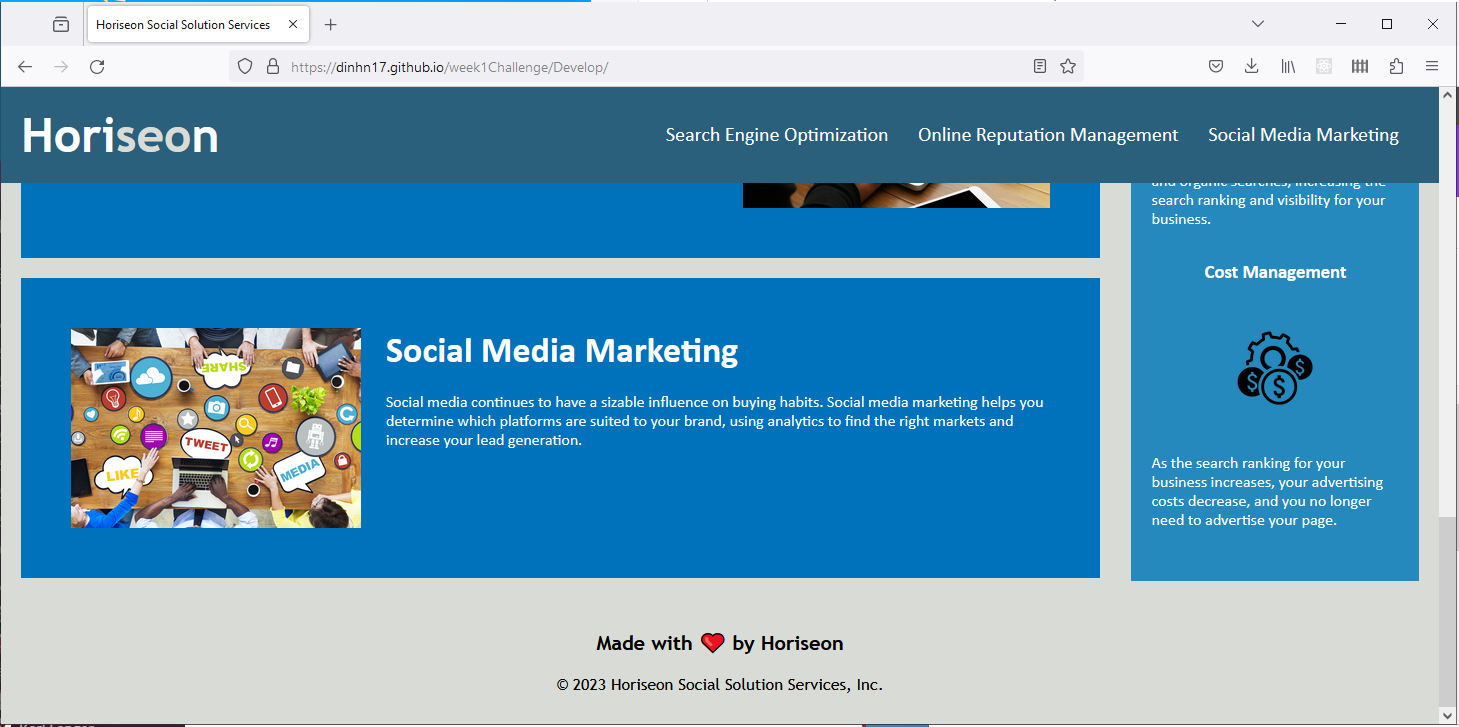 Horiseon Social Solution Services
https://dinhn17.github.io/week1Challenge/Develop/
Horiseon
Search Engine Optimization
Online Reputation Management
Social Media Marketing
and organic searches, increasing the
search ranking and visibility for your
business.
Cost Management
SHARE
TWEET
LIKE
MEDIA
Social Media Marketing
Social media continues to have a sizable influence on buying habits. Social media marketing helps you
determine which platforms are suited to your brand, using analytics to find the right markets and
increase your lead generation.
$ $ $
As the search ranking for your
business increases, your advertising
costs decrease, and you no longer
need to advertise your page.
Made with ❤ by Horiseon
© 2023 Horiseon Social Solution Services, Inc.